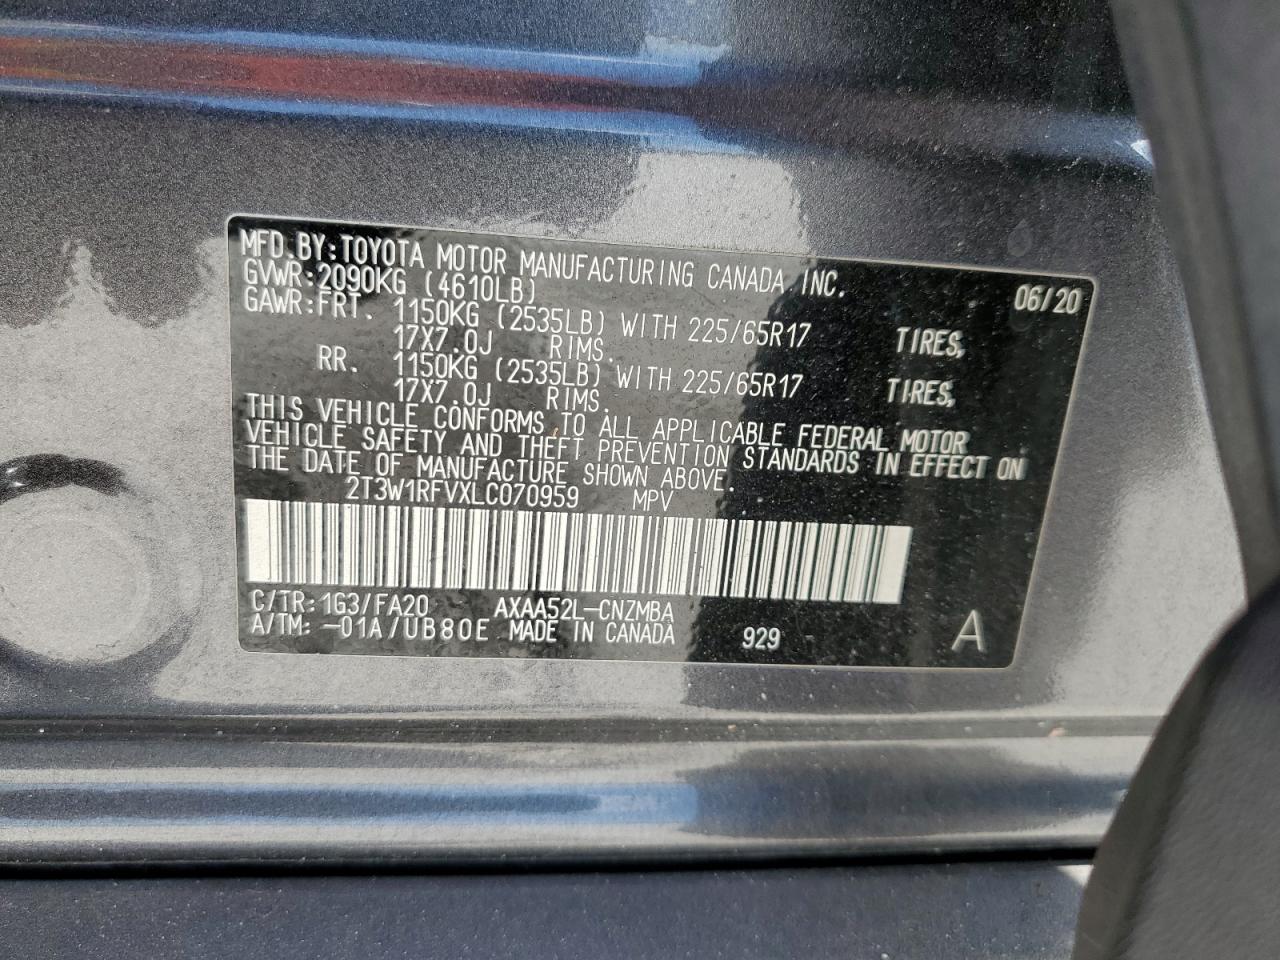 MFD.BY:TOYOTA MOTOR MANUFACTURING CANADA INC. 06/20
GVWR:2090KG (4610LB)
GAWR:FRT. 1150KG (2535LB) WITH 225/65R17 TIRES,
17X7.0J RIMS.
RR. 1150KG (2535LB) WITH 225/65R17 TIRES,
17X7.0J RIMS.
THIS VEHICLE CONFORMS TO ALL APPLICABLE FEDERAL MOTOR
VEHICLE SAFETY AND THEFT PREVENTION STANDARDS IN EFFECT ON
THE DATE OF MANUFACTURE SHOWN ABOVE.
2T3W1RFVXLC070959 MPV
C/TR:1G3/FA20 AXAA52L-CNZMBA
A/TM: -01A/UB80E MADE IN CANADA 929 A